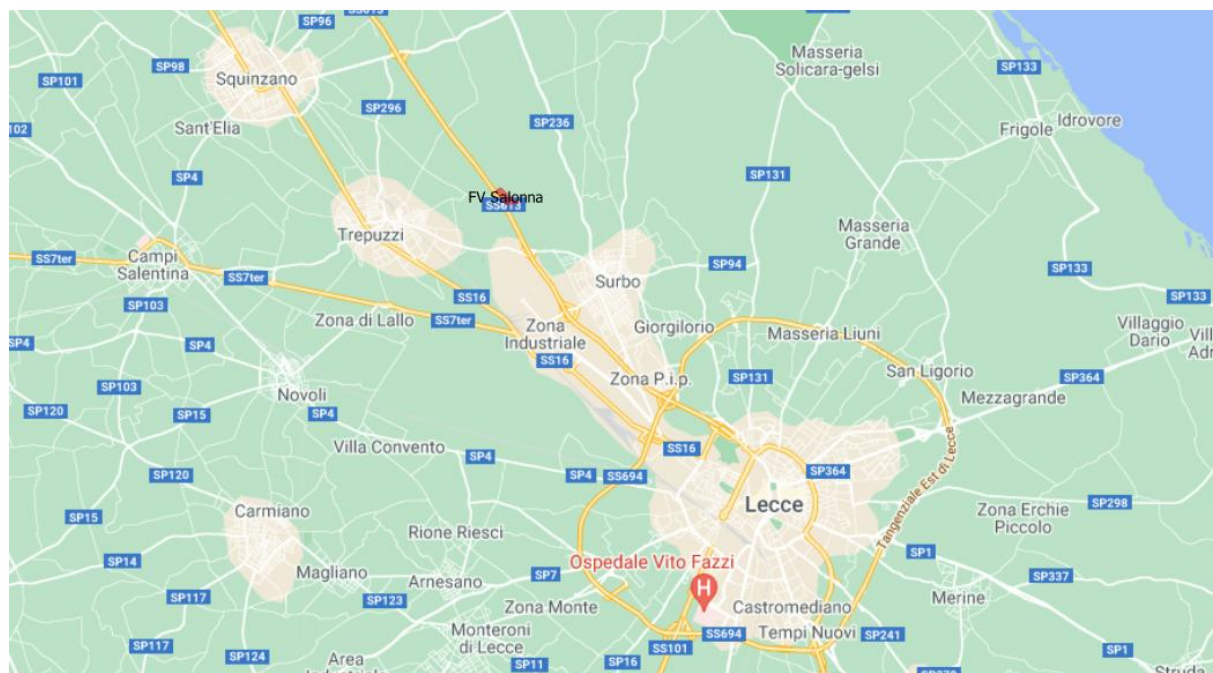 SP96
SS613
Masseria
Solicara-gelsi
SP133
SP98
SP101
Squinzano
SP296
SP236
Idrovore
Frigole
102
Sant'Elia
SP4
SP131
FV Salonna
SS613
Trepuzzi
Masseria
Grande
Campi
Salentina
SS7ter
SS7ter
Surbo
SP94
SP133
SP133
SP103
SS16
Zona di Lallo
SS7ter
Zona
Industriale
Giorgilorio
Masseria Liuni
Villaggio
Dario
SP4
SP4
SS16
San Ligorio
SP364
SP103
Novoli
Zona P.i.p.
SP131
Mezzagrande
SP120
SP15
SP4
Villa Convento
SP4
SS16
SP4
SS694
SP364
Tangenziale Est di Lecce
SP120
Lecce
SP298
Zona Erchie
Piccolo
SP15
Carmiano
Rione Riesci
SP14
Ospedale Vito Fazzi
H
SP1
Magliano
Arnesano
SP7
SP337
SP117
SP123
Zona Monte
Castromediano
Merine
Monteroni
di Lecce
SS694
Tempi Nuovi
SP241
SP117
SP124
Area
SP11
SP16
SS101
SP1